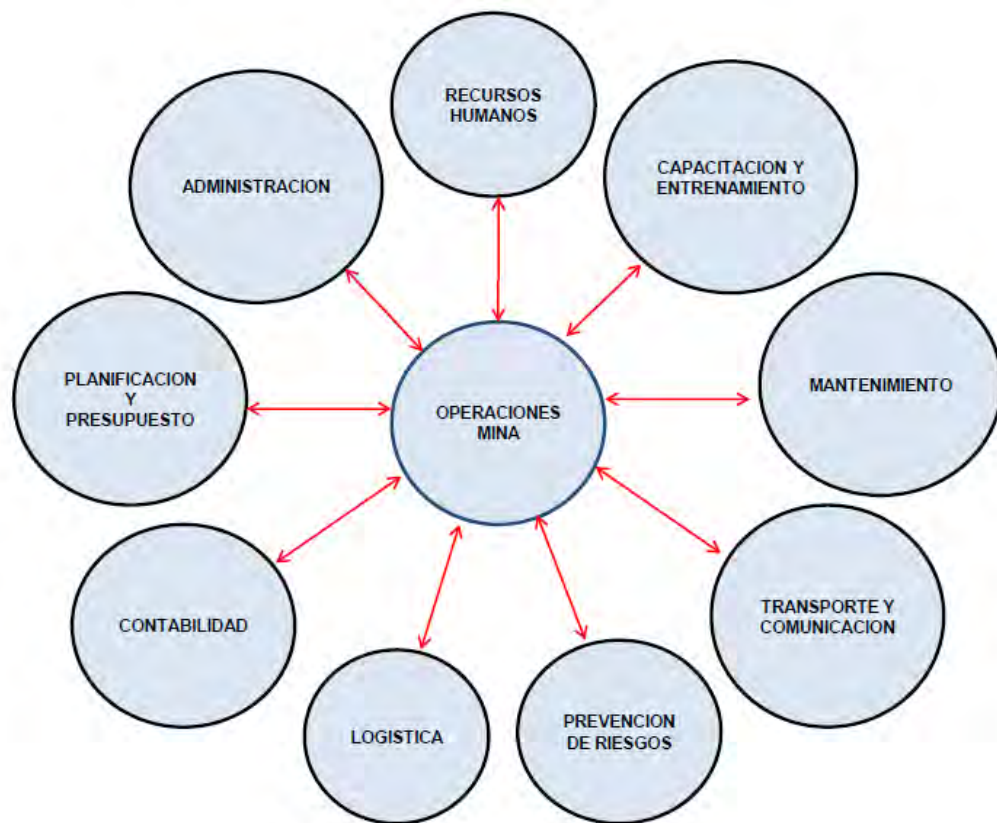 RECURSOS
HUMANOS
ADMINISTRACION
CAPACITACION Y
ENTRENAMIENTO
PLANIFICACION
Y
PRESUPUESTO
OPERACIONES
MINA
MANTENIMIENTO
CONTABILIDAD
TRANSPORTE Y
COMUNICACION
LOGISTICA
PREVENCION
DE RIESGOS